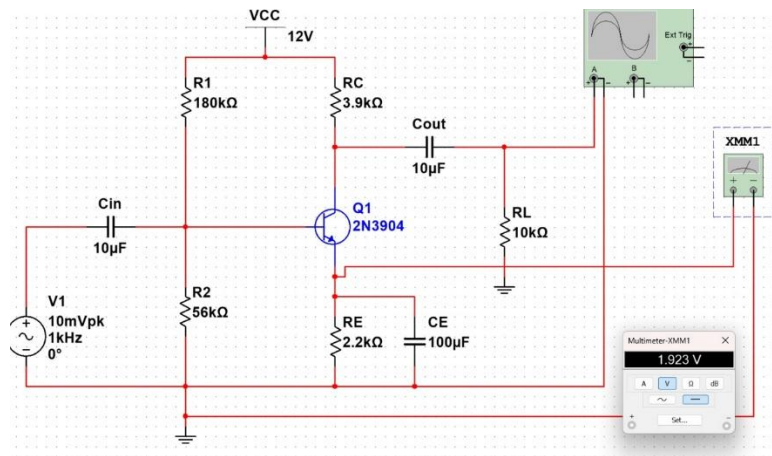 VCC
12V
R1
180kΩ
RC
3.9kΩ
Cout
10µF
Ext Trig
+
−
A
B
+
−
+
−
XMM1
+
−
Cin
10µF
Q1
2N3904
RL
10kΩ
V1
10mVpk
1kHz
0°
+
−
R2
56kΩ
RE
2.2kΩ
CE
100µF
Multimeter-XMM1
1.923 V
A
V
Ω
dB
+
Set...
−